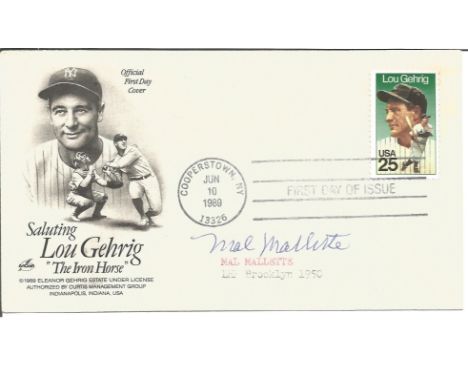 Official
First Day
Cover
Lou Gehrig
USA
25
COOPERSTOWN, NY
JUN
10
1989
13326
FIRST DAY OF ISSUE
Saluting
Lou Gehrig
"The Iron Horse"
©1989 ELEANOR GEHRIG ESTATE UNDER LICENSE
AUTHORIZED BY CURTIS MANAGEMENT GROUP
INDIANAPOLIS, INDIANA, USA
Mal Mallette
MAL MALLETTE
Brooklyn 1950